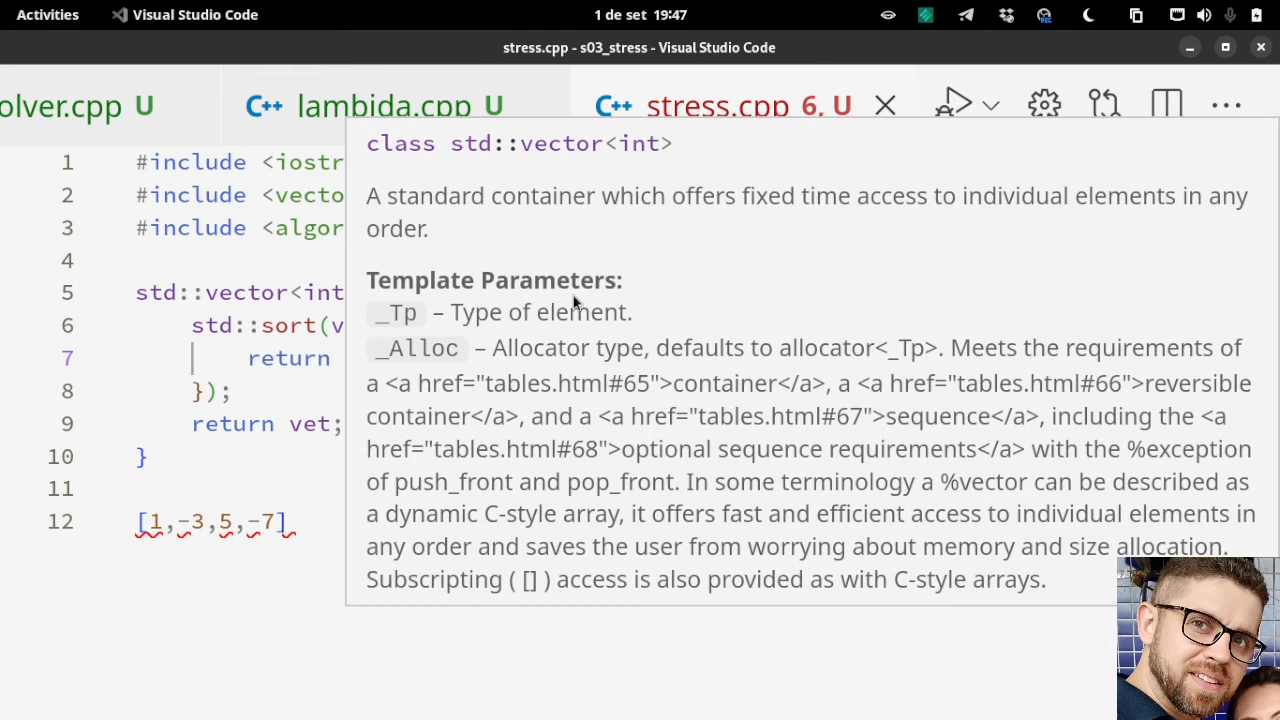 Activities Visual Studio Code 1 de set 19:47
stress.cpp - s03_stress - Visual Studio Code
olver.cpp U lambida.cpp U stress.cpp 6, U
class std::vector<int>
A standard container which offers fixed time access to individual elements in any
order.
Template Parameters:
_Tp – Type of element.
_Alloc – Allocator type, defaults to allocator<_Tp>. Meets the requirements of
a <a href="tables.html#65">container</a>, a <a href="tables.html#66">reversible
container</a>, and a <a href="tables.html#67">sequence</a>, including the <a
href="tables.html#68">optional sequence requirements</a> with the %exception
of push_front and pop_front. In some terminology a %vector can be described as
a dynamic C-style array, it offers fast and efficient access to individual elements in
any order and saves the user from worrying about memory and size allocation.
Subscripting ( [] ) access is also provided as with C-style arrays.
1 #include <iostr
2 #include <vecto
3 #include <algor
4
5 std::vector<int
6 std::sort(v
7 return
8 });
9 return vet;
10 }
11
12 [1,-3,5,-7]